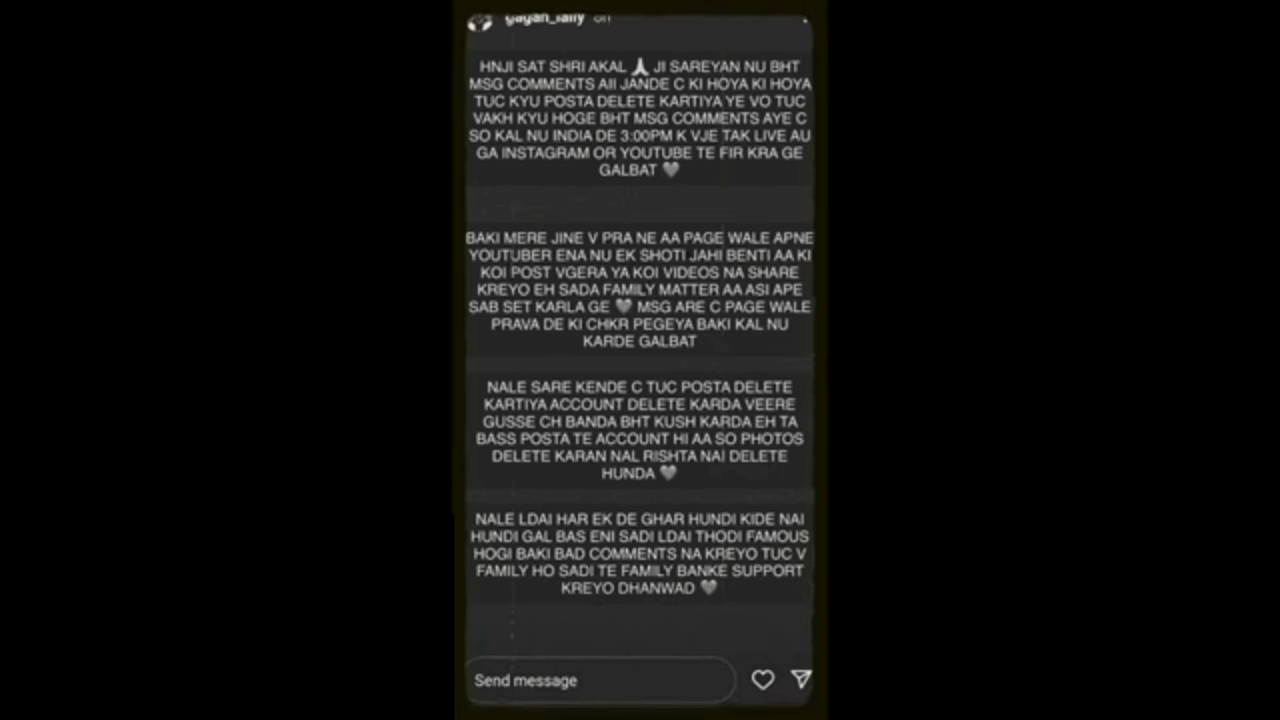 HNJI SAT SHRI AKAL 🙏 JI SAREYAN NU BHT
MSG COMMENTS AII JANDE C KI HOYA KI HOYA
TUC KYU POSTA DELETE KARTIYA YE VO TUC
VAKH KYU HOGE BHT MSG COMMENTS AYE C
SO KAL NU INDIA DE 3:00PM K VJE TAK LIVE AU
GA INSTAGRAM OR YOUTUBE TE FIR KRA GE
GALBAT 🤍
BAKI MERE JINE V PRA NE AA PAGE WALE APNE
YOUTUBER ENA NU EK SHOTI JAHI BENTI AA KI
KOI POST VGERA YA KOI VIDEOS NA SHARE
KREYO EH SADA FAMILY MATTER AA ASI APE
SAB SET KARLA GE 🤍 MSG ARE C PAGE WALE
PRAVA DE KI CHKR PEGEYA BAKI KAL NU
KARDE GALBAT
NALE SARE KENDE C TUC POSTA DELETE
KARTIYA ACCOUNT DELETE KARDA VEERE
GUSSE CH BANDA BHT KUSH KARDA EH TA
BASS POSTA TE ACCOUNT HI AA SO PHOTOS
DELETE KARAN NAL RISHTA NAI DELETE
HUNDA 🤍
NALE LDAI HAR EK DE GHAR HUNDI KIDE NAI
HUNDI GAL BAS ENI SADI LDAI THODI FAMOUS
HOGI BAKI BAD COMMENTS NA KREYO TUC V
FAMILY HO SADI TE FAMILY BANKE SUPPORT
KREYO DHANWAD 🤍
Send message